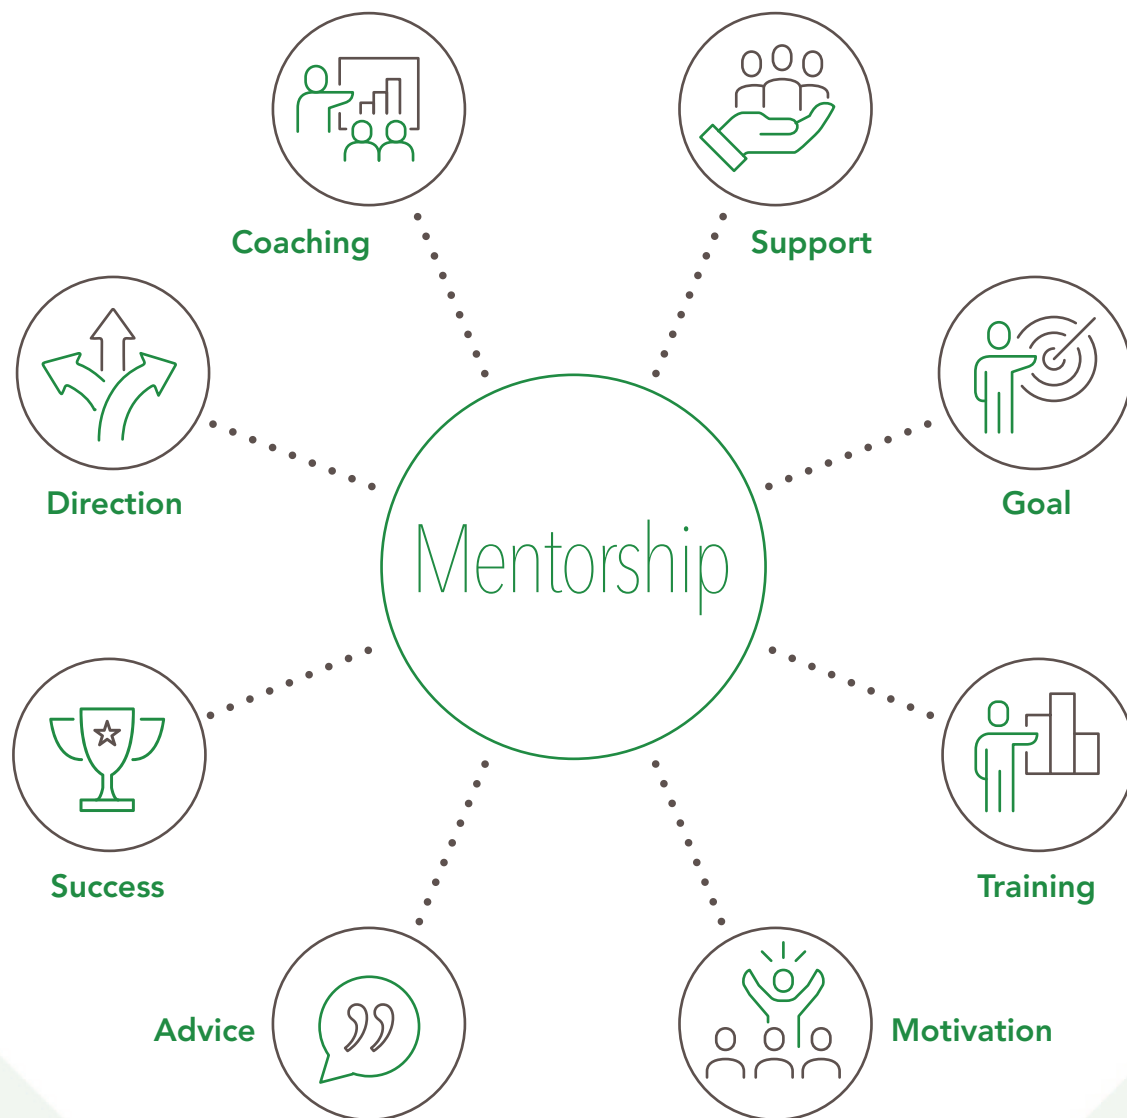 Coaching
Support
Direction
Goal
Mentorship
Success
Training
Advice
Motivation